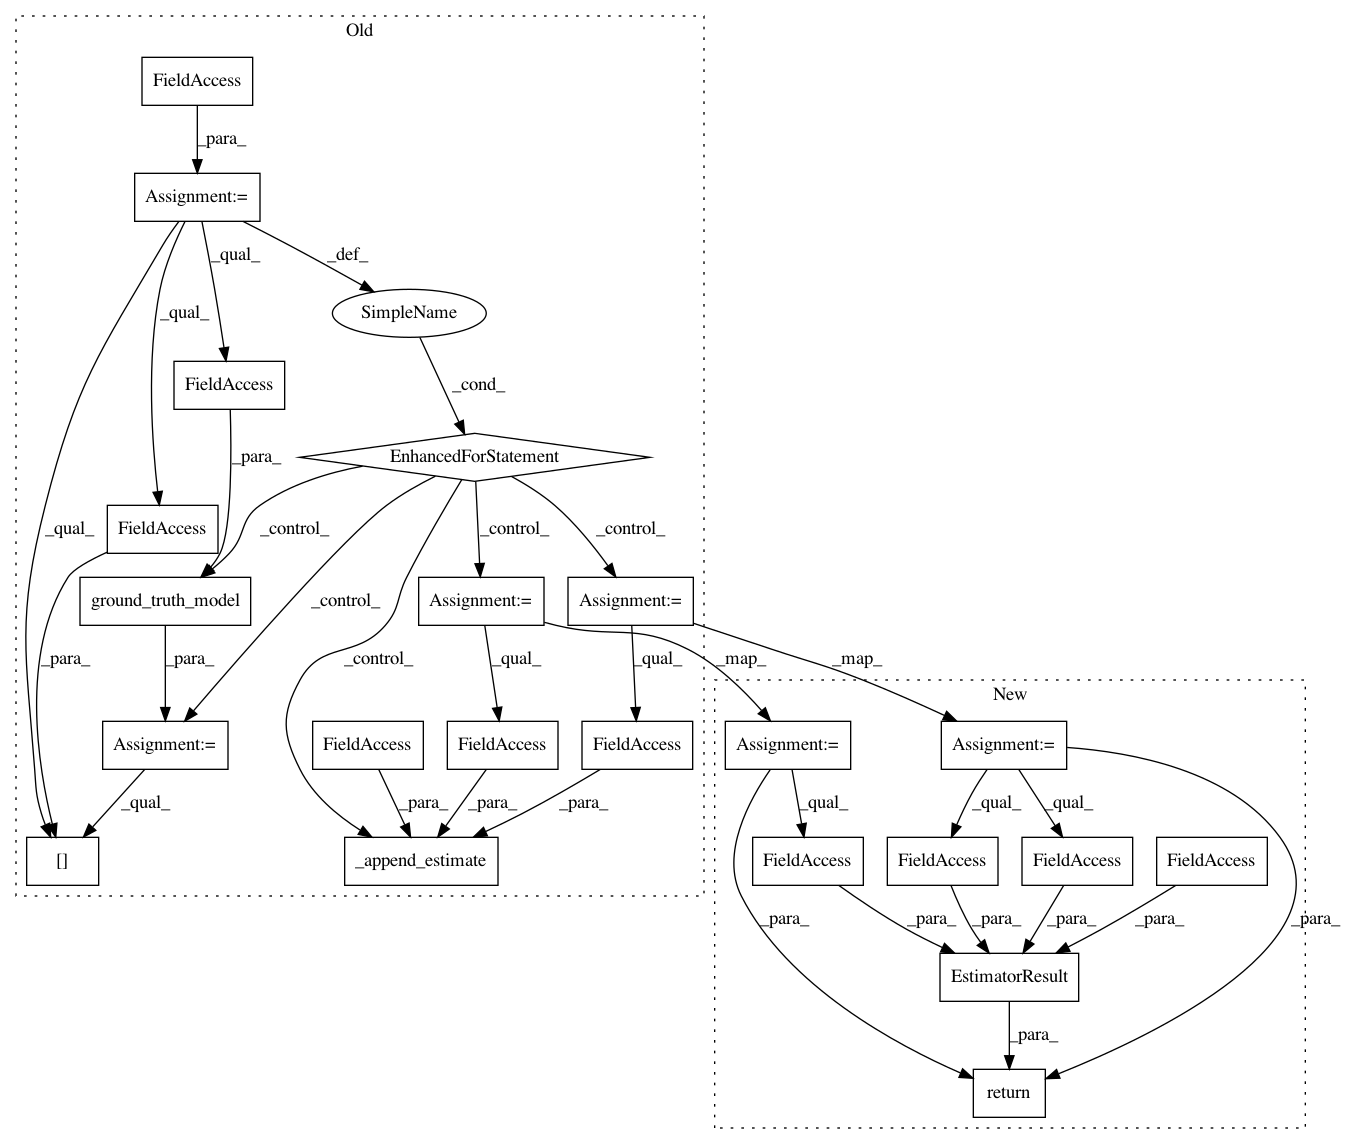 Old
FieldAccess
_para_
Assignment:=
_def_
_qual_
SimpleName
_qual_
FieldAccess
_cond_
EnhancedForStatement
_para_
FieldAccess
_qual_
_control_
_control_
_control_
ground_truth_model
Assignment:=
Assignment:=
_control_
_para_
_para_
_control_
_qual_
_qual_
_map_
_map_
New
Assignment:=
FieldAccess
FieldAccess
FieldAccess
Assignment:=
Assignment:=
_qual_
_para_
_para_
_para_
_qual_
_qual_
_qual_
[]
_append_estimate
FieldAccess
FieldAccess
FieldAccess
FieldAccess
_para_
_para_
_para_
_para_
_para_
_para_
EstimatorResult
_para_
return